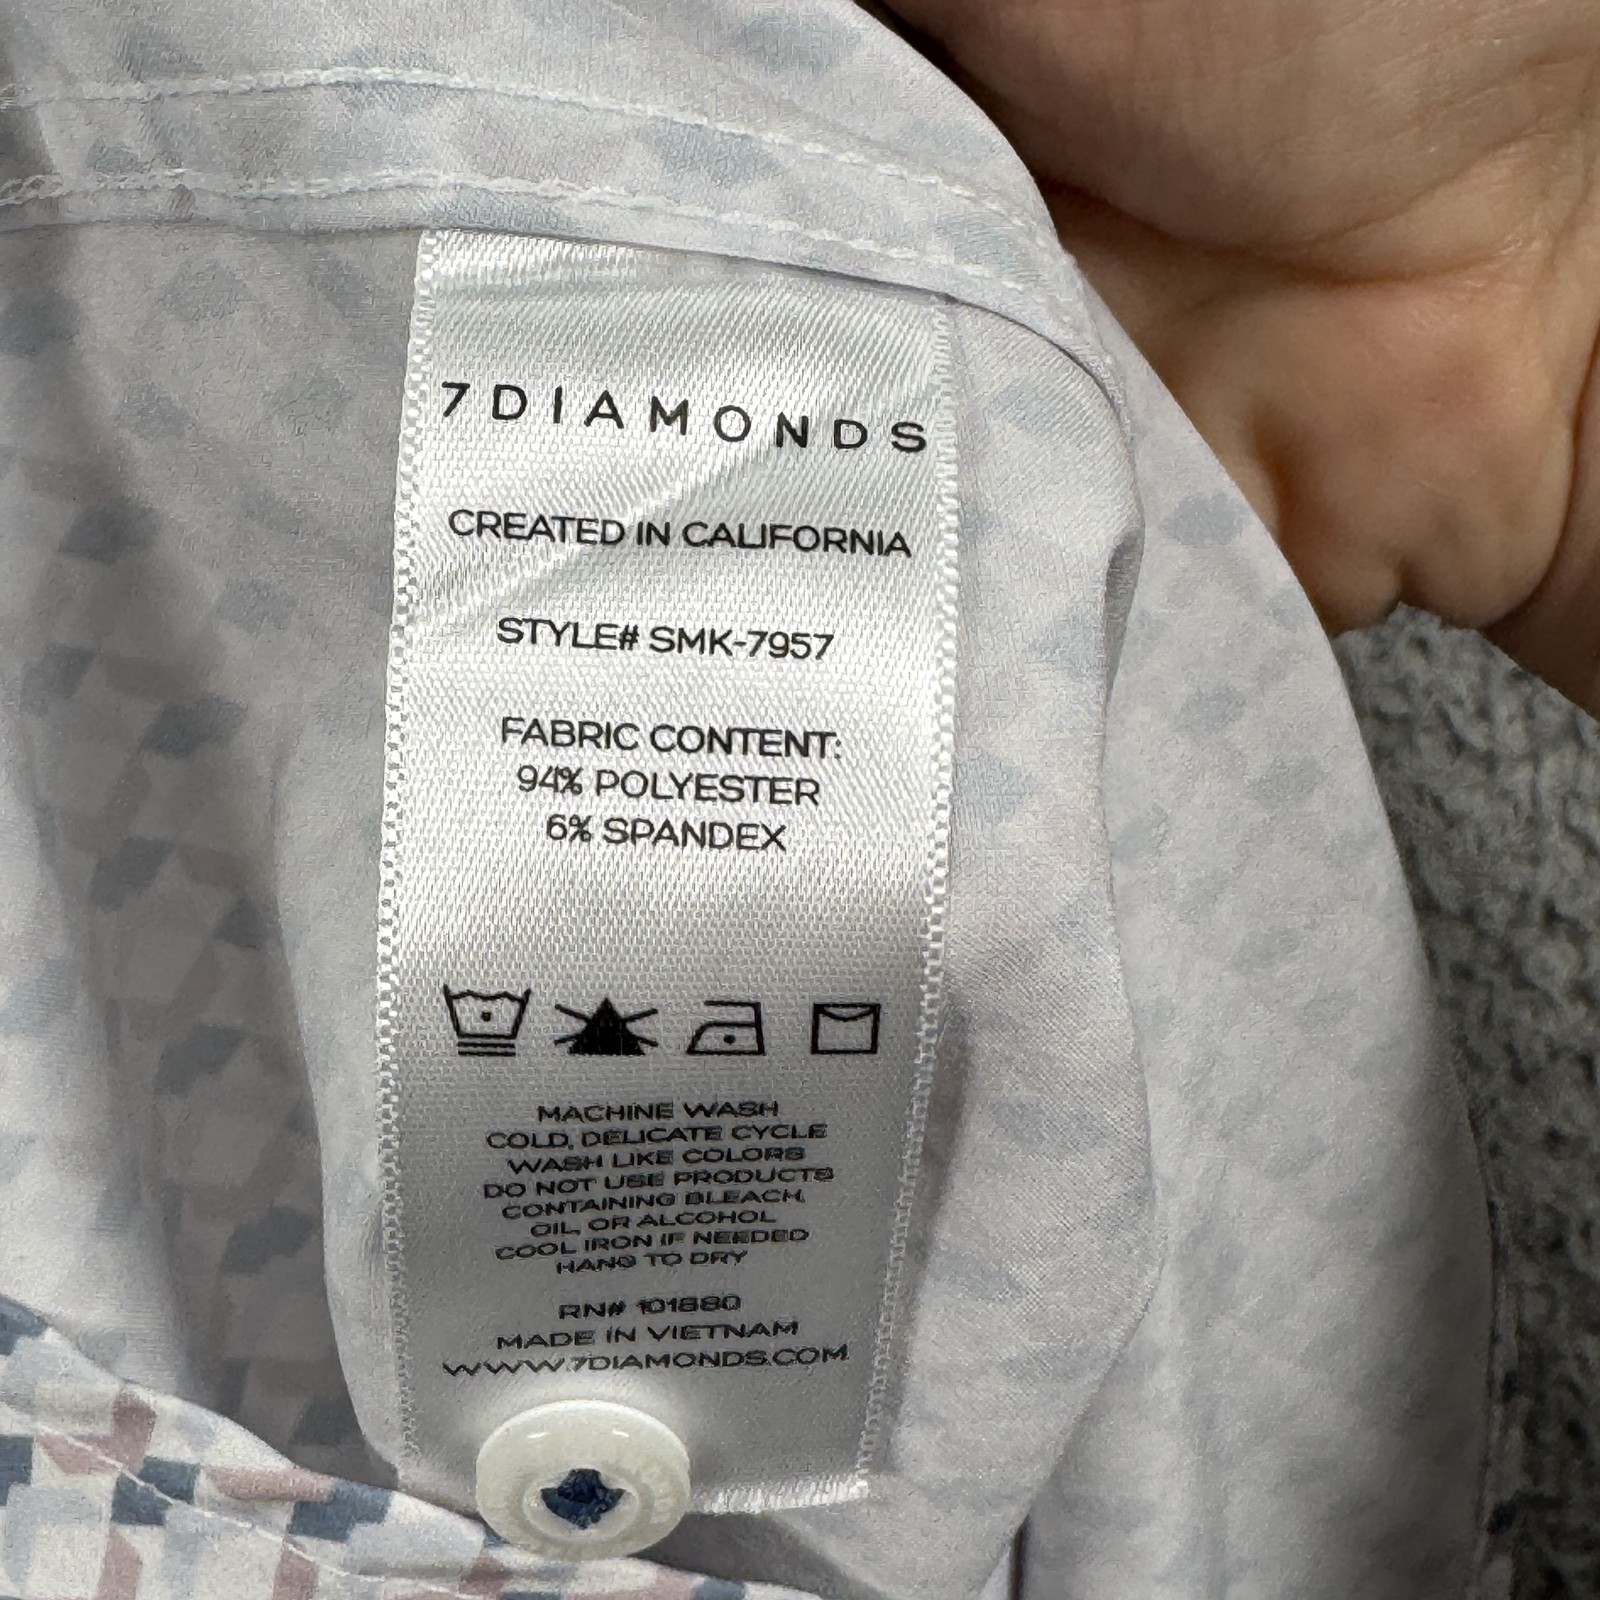 7DIAMONDS
CREATED IN CALIFORNIA
STYLE# SMK-7957
FABRIC CONTENT:
94% POLYESTER
6% SPANDEX
MACHINE WASH
COLD, DELICATE CYCLE
WASH LIKE COLORS
DO NOT USE PRODUCTS
CONTAINING BLEACH,
OIL, OR ALCOHOL
COOL IRON IF NEEDED
HANG TO DRY
RN# 101880
MADE IN VIETNAM
WWW.7DIAMONDS.COM